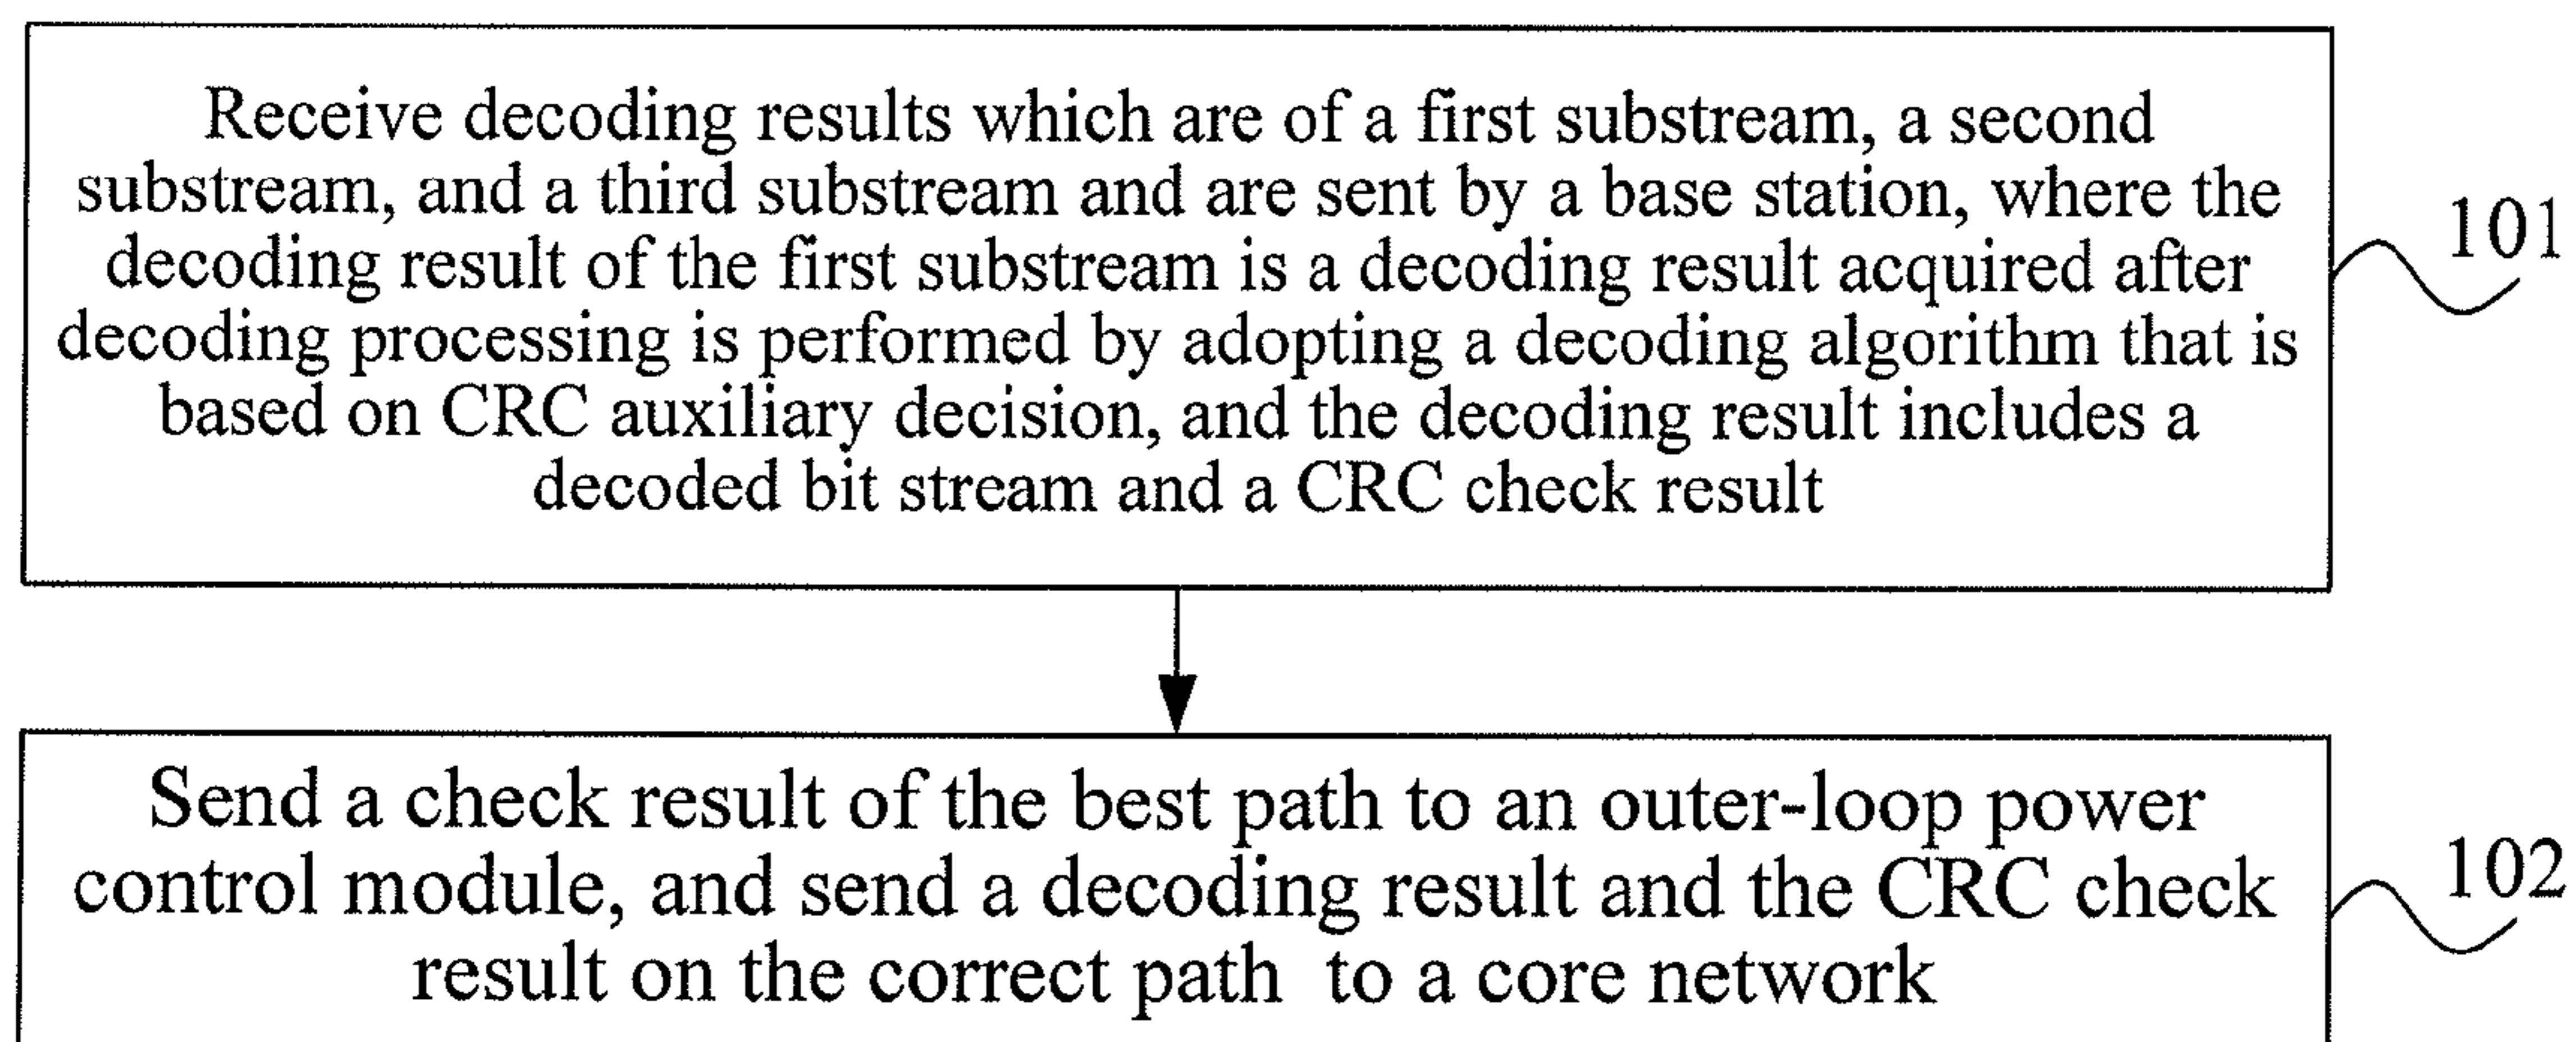 Receive decoding results which are of a first substream, a second
substream, and a third substream and are sent by a base station, where the
decoding result of the first substream is a decoding result acquired after
decoding processing is performed by adopting a decoding algorithm that is
based on CRC auxiliary decision, and the decoding result includes a
decoded bit stream and a CRC check result
101
Send a check result of the best path to an outer-loop power
control module, and send a decoding result and the CRC check
result on the correct path to a core network
102